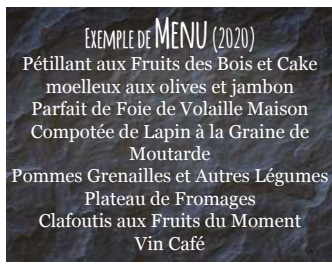 EXEMPLE DE MENU (2020)
Pétillant aux Fruits des Bois et Cake
moelleux aux olives et jambon
Parfait de Foie de Volaille Maison
Compotée de Lapin à la Graine de
Moutarde
Pommes Grenailles et Autres Légumes
Plateau de Fromages
Clafoutis aux Fruits du Moment
Vin Café